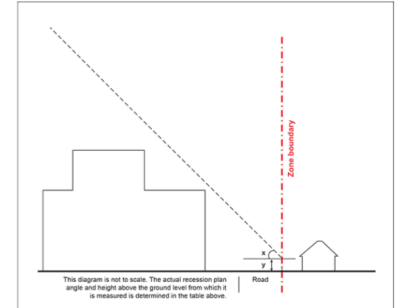 Zone boundary
x
y
This diagram is not to scale. The actual recession plan
angle and height above the ground level from which it
is measured is determined in the table above.
Road